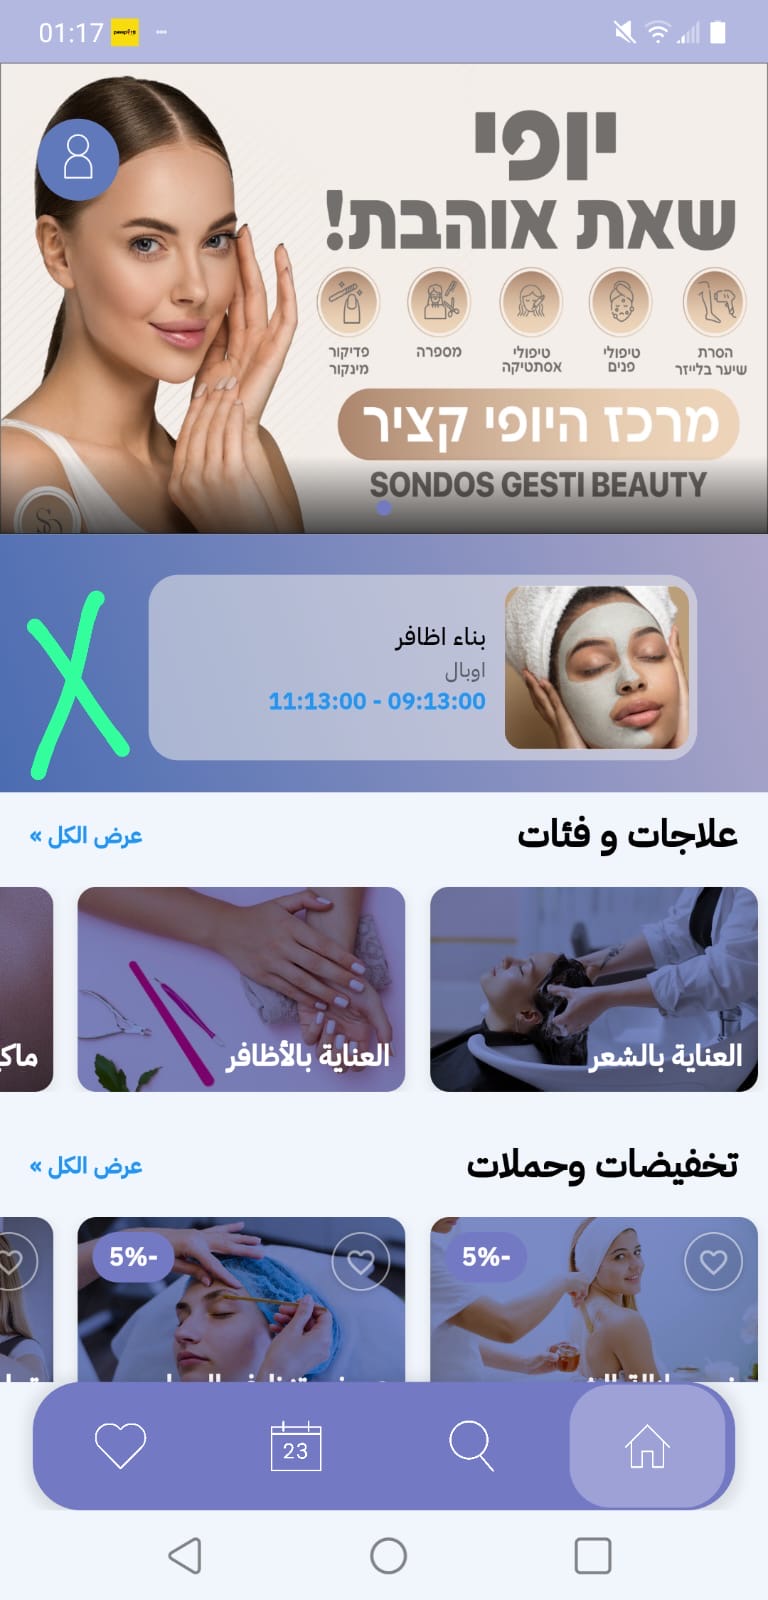 01:17
יופי
שאת אוהבת!
הסרת
שיער בלייזר
טיפולי
פנים
טיפולי
אסתטיקה
מספרה
פדיקור
מינקור
מרכז היופי קציר
SONDOS GESTI BEAUTY
بناء اظافر
اوبال
09:13:00 - 11:13:00
علاجات و فئات
عرض الكل »
العناية بالشعر
العناية بالأظافر
تخفيضات وحملات
عرض الكل »
-5%
-5%
23